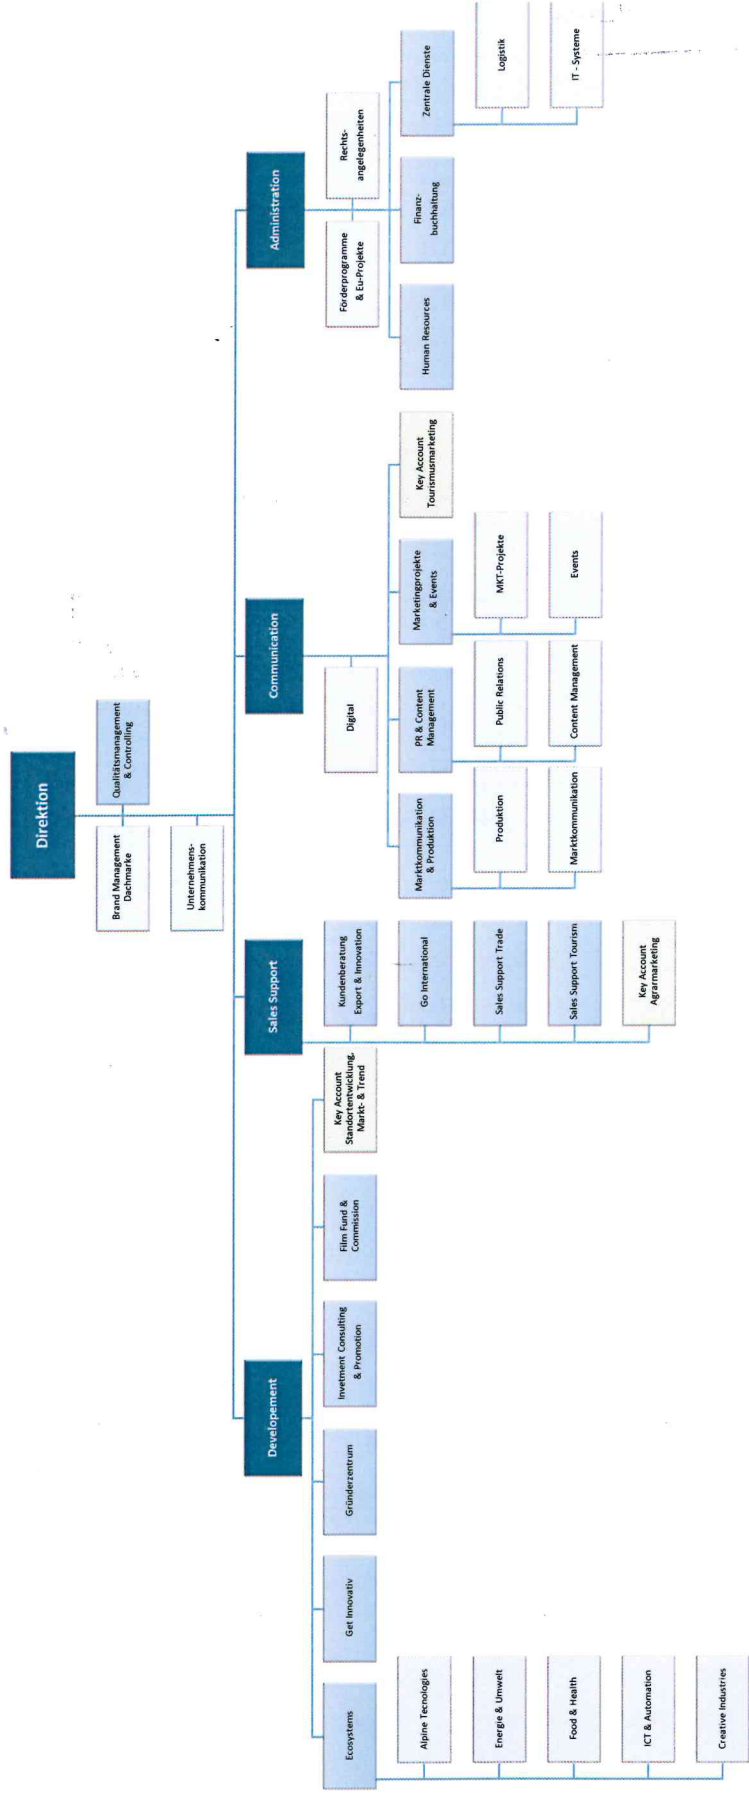 Direktion
Brand Management
Dachmarke
Qualitätsmanagement
& Controlling
Unternehmens-
kommunikation
Developement
Sales Support
Communication
Administration
Ecosystems
Get Innovativ
Gründerzentrum
Invetment Consulting
& Promotion
Film Fund &
Commission
Key Account
Standortentwicklung,
Markt- & Trend
Alpine Tecnologies
Energie & Umwelt
Food & Health
ICT & Automation
Creative Industries
Kundenberatung
Export & Innovation
Go International
Sales Support Trade
Sales Support Tourism
Key Account
Agrarmarketing
Digital
Marktkommunikation
& Produktion
PR & Content
Management
Marketingprojekte
& Events
Key Account
Tourismusmarketing
Produktion
Marktkommunikation
Public Relations
Content Management
MKT-Projekte
Events
Förderprogramme
& Eu-Projekte
Rechts-
angelegenheiten
Human Resources
Finanz-
buchhaltung
Zentrale Dienste
Logistik
IT - Systeme